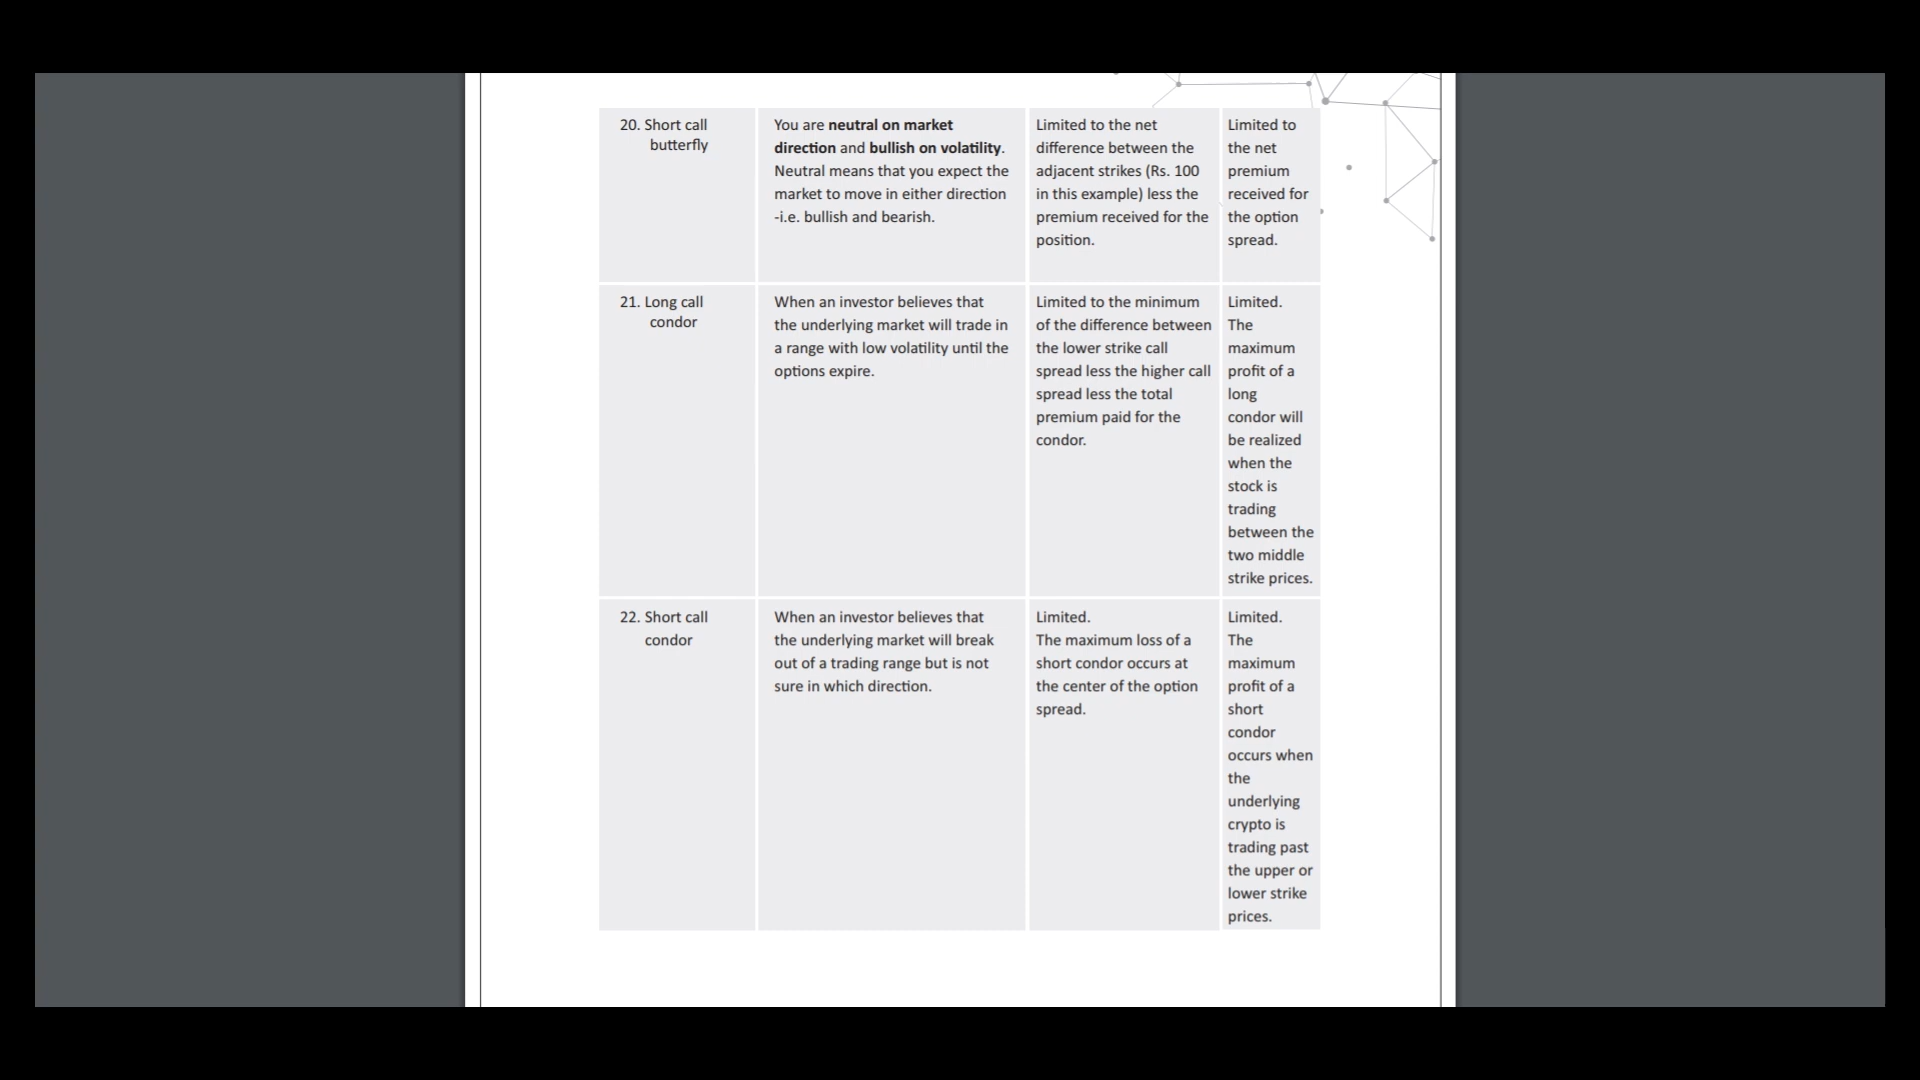 20. Short call
butterfly
You are neutral on market
direction and bullish on volatility.
Neutral means that you expect the
market to move in either direction
-i.e. bullish and bearish.
Limited to the net
difference between the
adjacent strikes (Rs. 100
in this example) less the
premium received for the
position.
Limited to
the net
premium
received for
the option
spread.
21. Long call
condor
When an investor believes that
the underlying market will trade in
a range with low volatility until the
options expire.
Limited to the minimum
of the difference between
the lower strike call
spread less the higher call
spread less the total
premium paid for the
condor.
Limited.
The
maximum
profit of a
long
condor will
be realized
when the
stock is
trading
between the
two middle
strike prices.
22. Short call
condor
When an investor believes that
the underlying market will break
out of a trading range but is not
sure in which direction.
Limited.
The maximum loss of a
short condor occurs at
the center of the option
spread.
Limited.
The
maximum
profit of a
short
condor
occurs when
the
underlying
crypto is
trading past
the upper or
lower strike
prices.